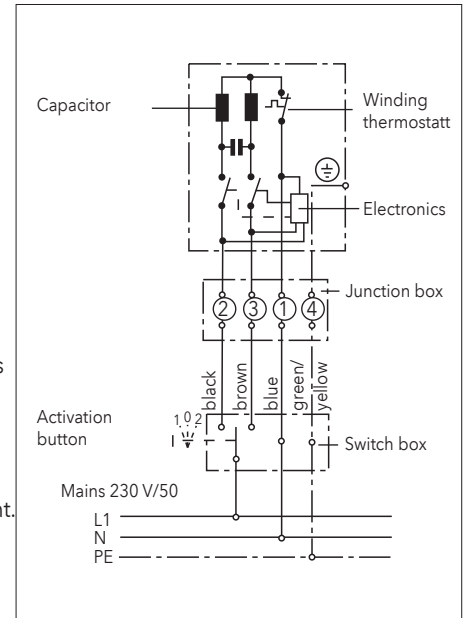 Capacitor
Winding
thermostatt
Electronics
Junction box
2 3 1 4
black
brown
blue
green/
yellow
s
Activation
button
1 0 2
Switch box
Mains 230 V/50
nt.
L1
N
PE